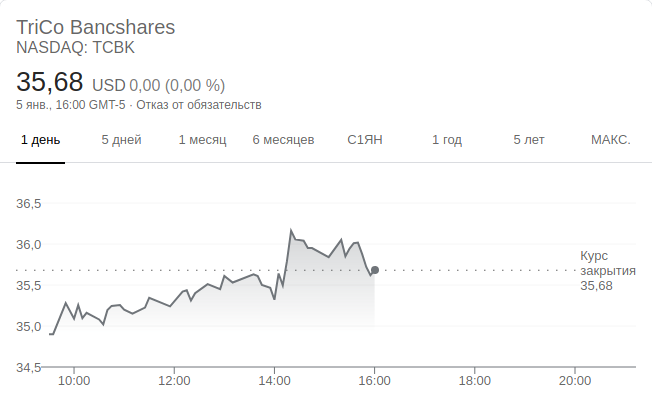 TriCo Bancshares
NASDAQ: TCBK
35,68 USD 0,00 (0,00 %)
5 янв., 16:00 GMT-5 · Отказ от обязательств
1 день 5 дней 1 месяц 6 месяцев С1ЯН 1 год 5 лет МАКС.
36,5
36,0
Курс
закрытия
35,5
35,68
35,0
34,5
10:00 12:00 14:00 16:00 18:00 20:00